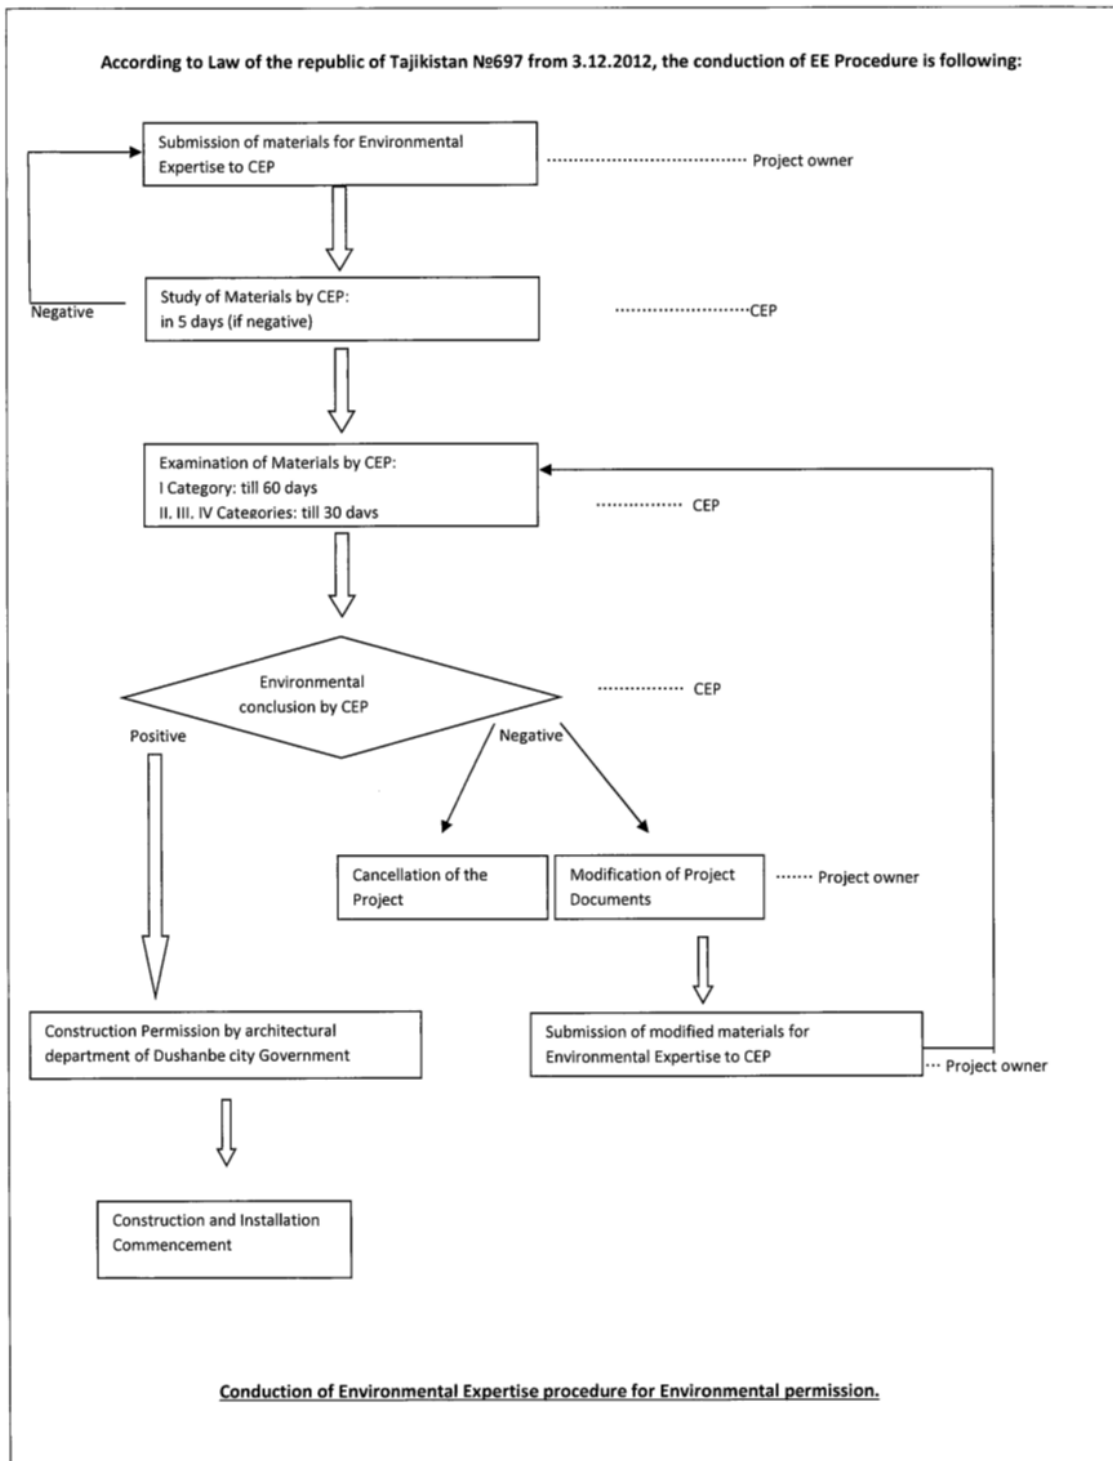 According to Law of the republic of Tajikistan №697 from 3.12.2012, the conduction of EE Procedure is following:
Submission of materials for Environmental
Expertise to CEP
Project owner
Study of Materials by CEP:
in 5 days (if negative)
Negative
CEP
Examination of Materials by CEP:
I Category: till 60 days
II. III. IV Categories: till 30 days
CEP
Environmental
conclusion by CEP
CEP
Positive
Negative
Cancellation of the
Project
Modification of Project
Documents
Project owner
Construction Permission by architectural
department of Dushanbe city Government
Submission of modified materials for
Environmental Expertise to CEP
Project owner
Construction and Installation
Commencement
Conduction of Environmental Expertise procedure for Environmental permission.